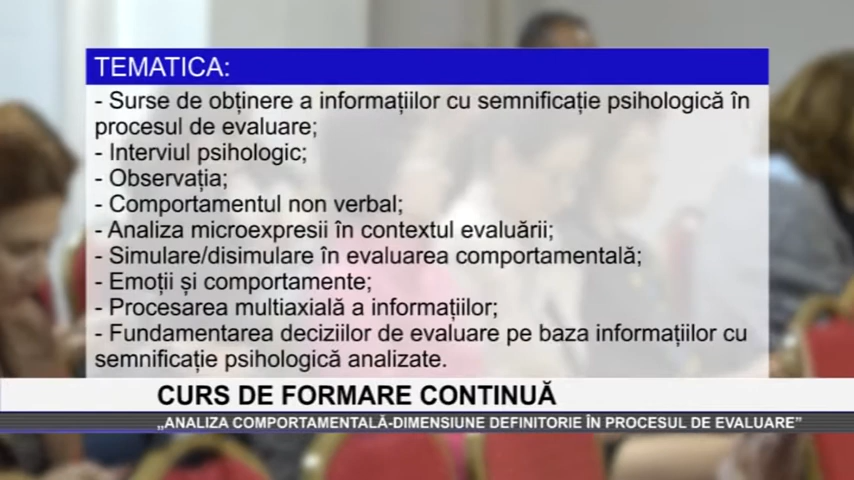 TEMATICA:
- Surse de obținere a informațiilor cu semnificație psihologică în
procesul de evaluare;
- Interviul psihologic;
- Observația;
- Comportamentul non verbal;
- Analiza microexpresii în contextul evaluării;
- Simulare/disimulare în evaluarea comportamentală;
- Emoții și comportamente;
- Procesarea multiaxială a informațiilor;
- Fundamentarea deciziilor de evaluare pe baza informațiilor cu
semnificație psihologică analizate.
CURS DE FORMARE CONTINUĂ
„ANALIZA COMPORTAMENTALĂ-DIMENSIUNE DEFINITORIE ÎN PROCESUL DE EVALUARE”